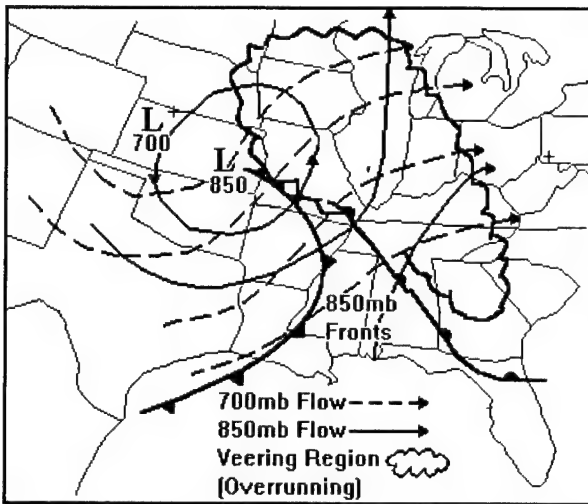 L
700
L
850
850mb
Fronts
700mb Flow
850mb Flow
Veering Region
(Overrunning)